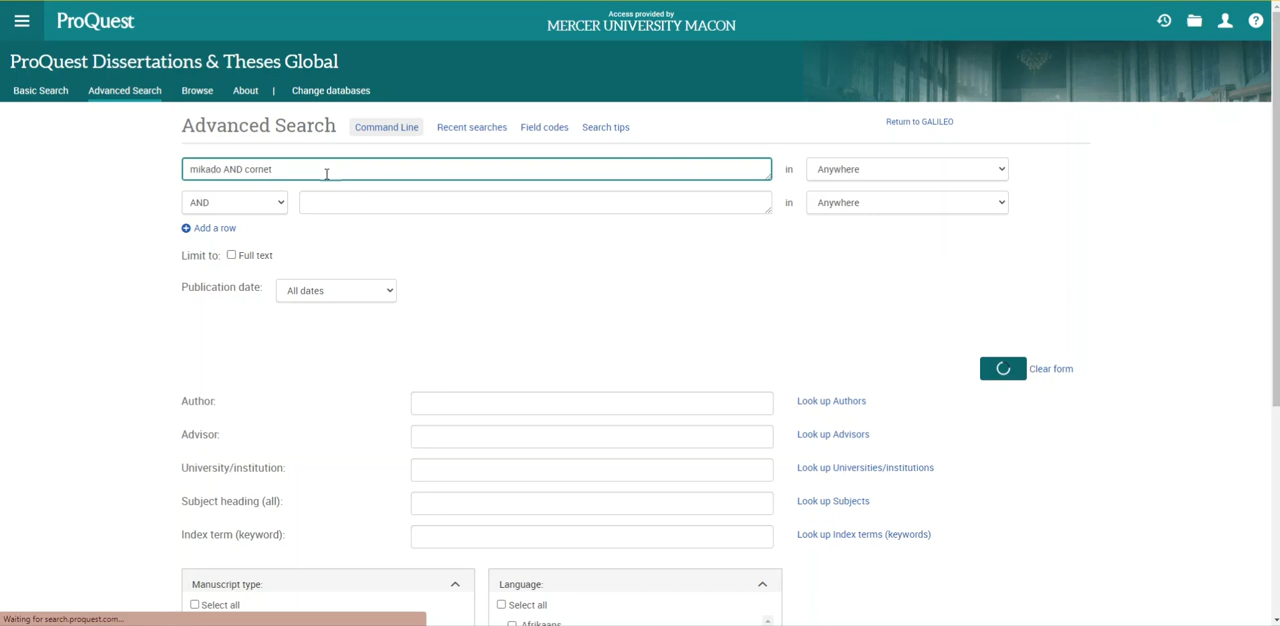 ProQuest
Access provided by
MERCER UNIVERSITY MACON
ProQuest Dissertations & Theses Global
Basic Search
Advanced Search
Browse
About
|
Change databases
Advanced Search
Command Line
Recent searches
Field codes
Search tips
Return to GALILEO
mikado AND cornet
in
Anywhere
AND
in
Anywhere
Add a row
Limit to:
Full text
Publication date:
All dates
Clear form
Author:
Look up Authors
Advisor:
Look up Advisors
University/institution:
Look up Universities/institutions
Subject heading (all):
Look up Subjects
Index term (keyword):
Look up Index terms (keywords)
Manuscript type:
Language:
Select all
Select all
Afrikaans
Waiting for search.proquest.com...